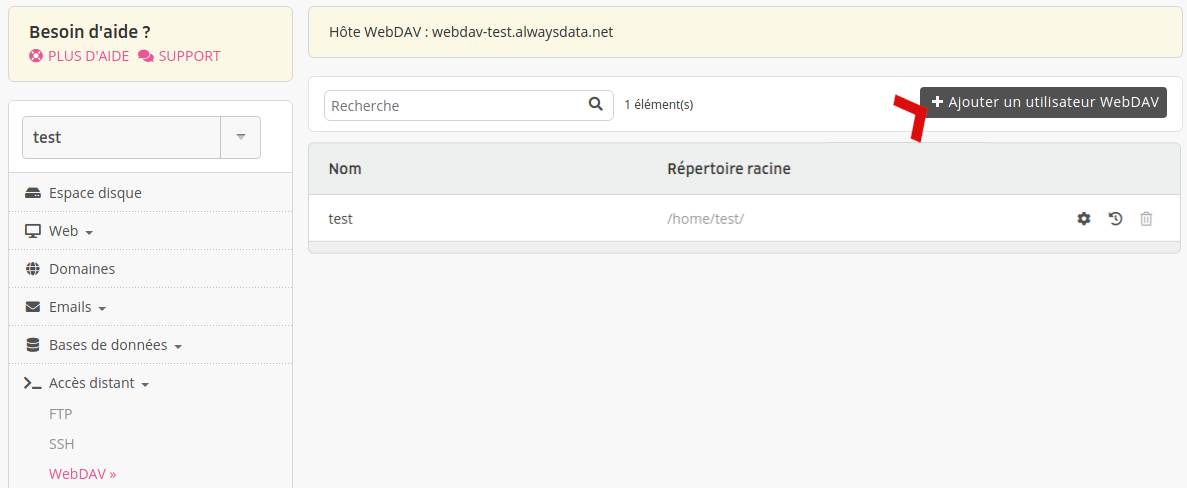 Besoin d'aide ?
PLUS D'AIDE SUPPORT
test
Espace disque
Web
Domaines
Emails
Bases de données
Accès distant
FTP
SSH
WebDAV »
Hôte WebDAV : webdav-test.alwaysdata.net
Recherche
1 élément(s)
+ Ajouter un utilisateur WebDAV
Nom Répertoire racine
test /home/test/